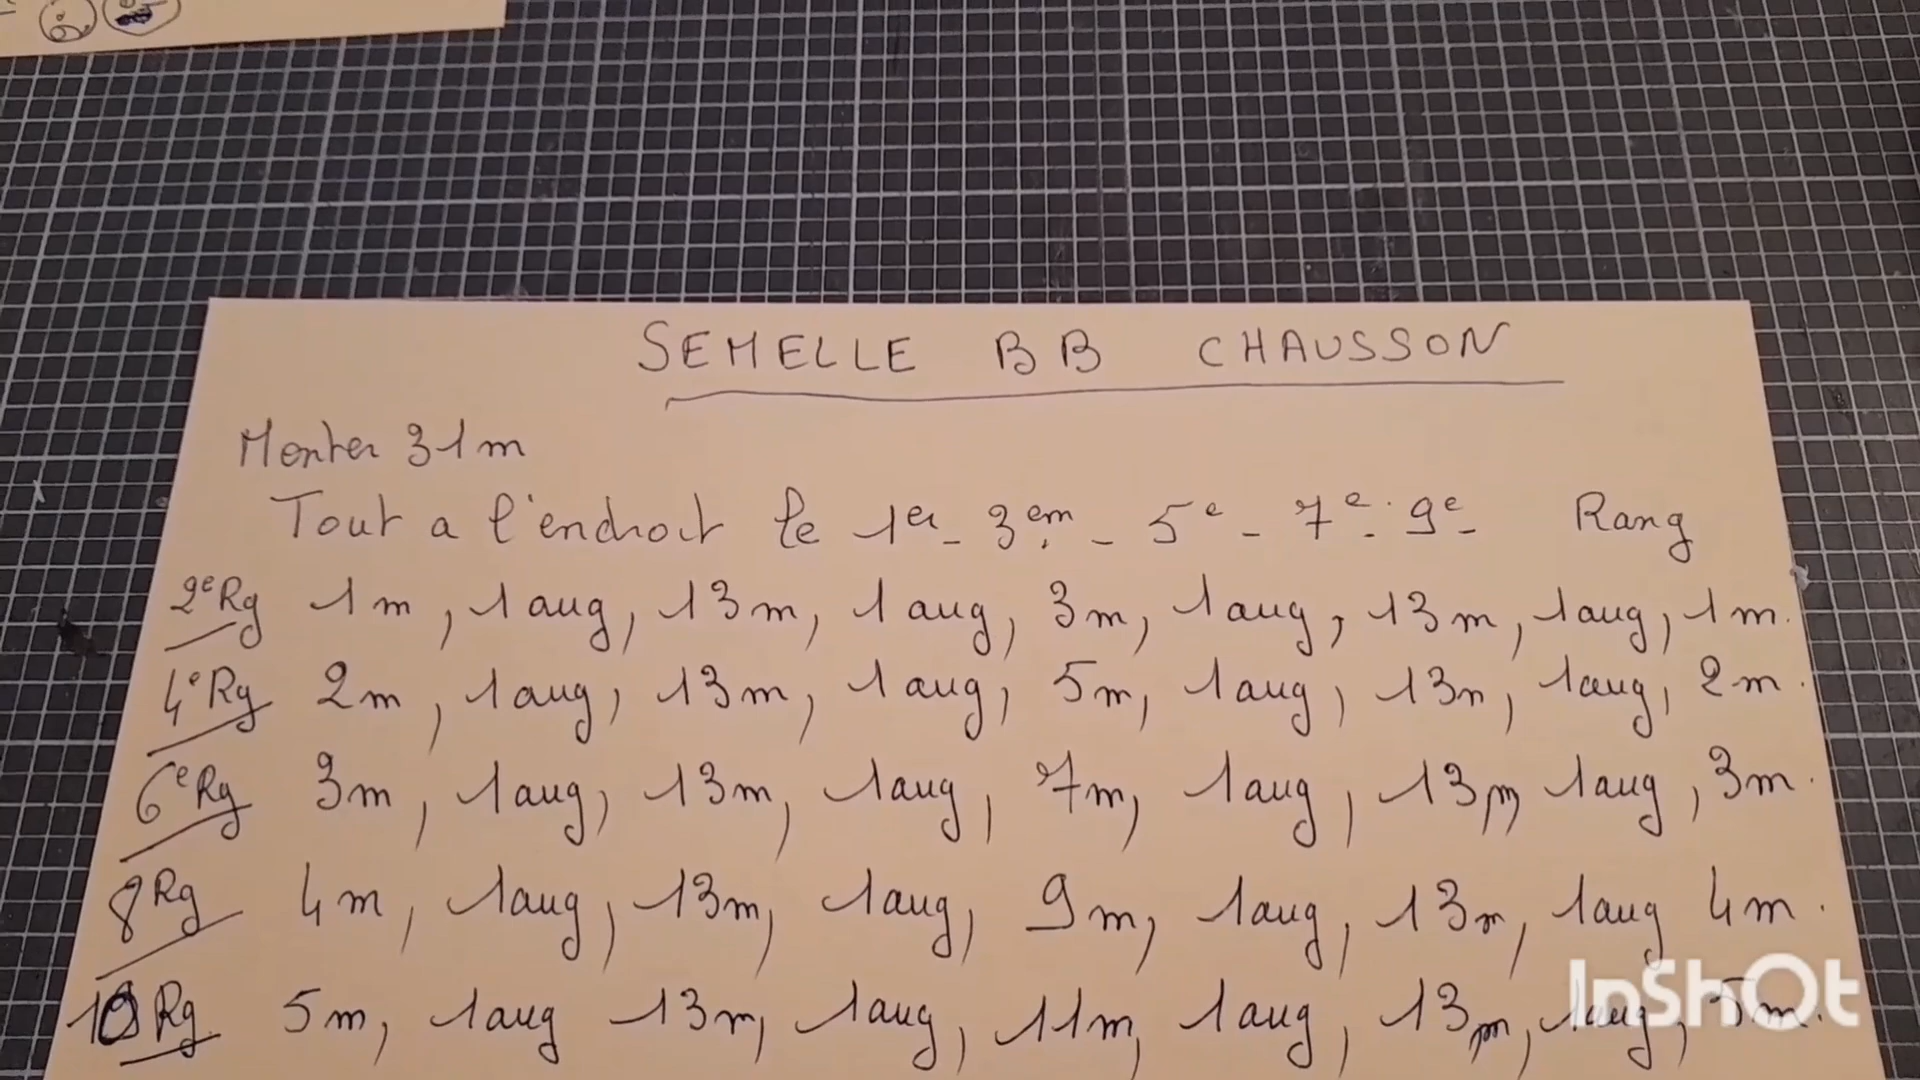 SEMELLE BB CHAUSSON
Monter 31m
Tout a l'endroit le 1er - 3em - 5e - 7e - 9e - Rang
2e Rg 1m, 1aug, 13m, 1aug, 3m, 1aug, 13m, 1aug, 1m.
4e Rg 2m, 1aug, 13m, 1aug, 5m, 1aug, 13m, 1aug, 2m.
6e Rg 3m, 1aug, 13m, 1aug, 7m, 1aug, 13m 1aug, 3m.
8 Rg 4m, 1aug, 13m, 1aug, 9m, 1aug, 13m, 1aug 4m.
10 Rg 5m, 1aug 13m, 1aug, 11m, 1aug, 13m, 1aug, 5m.
InShOt